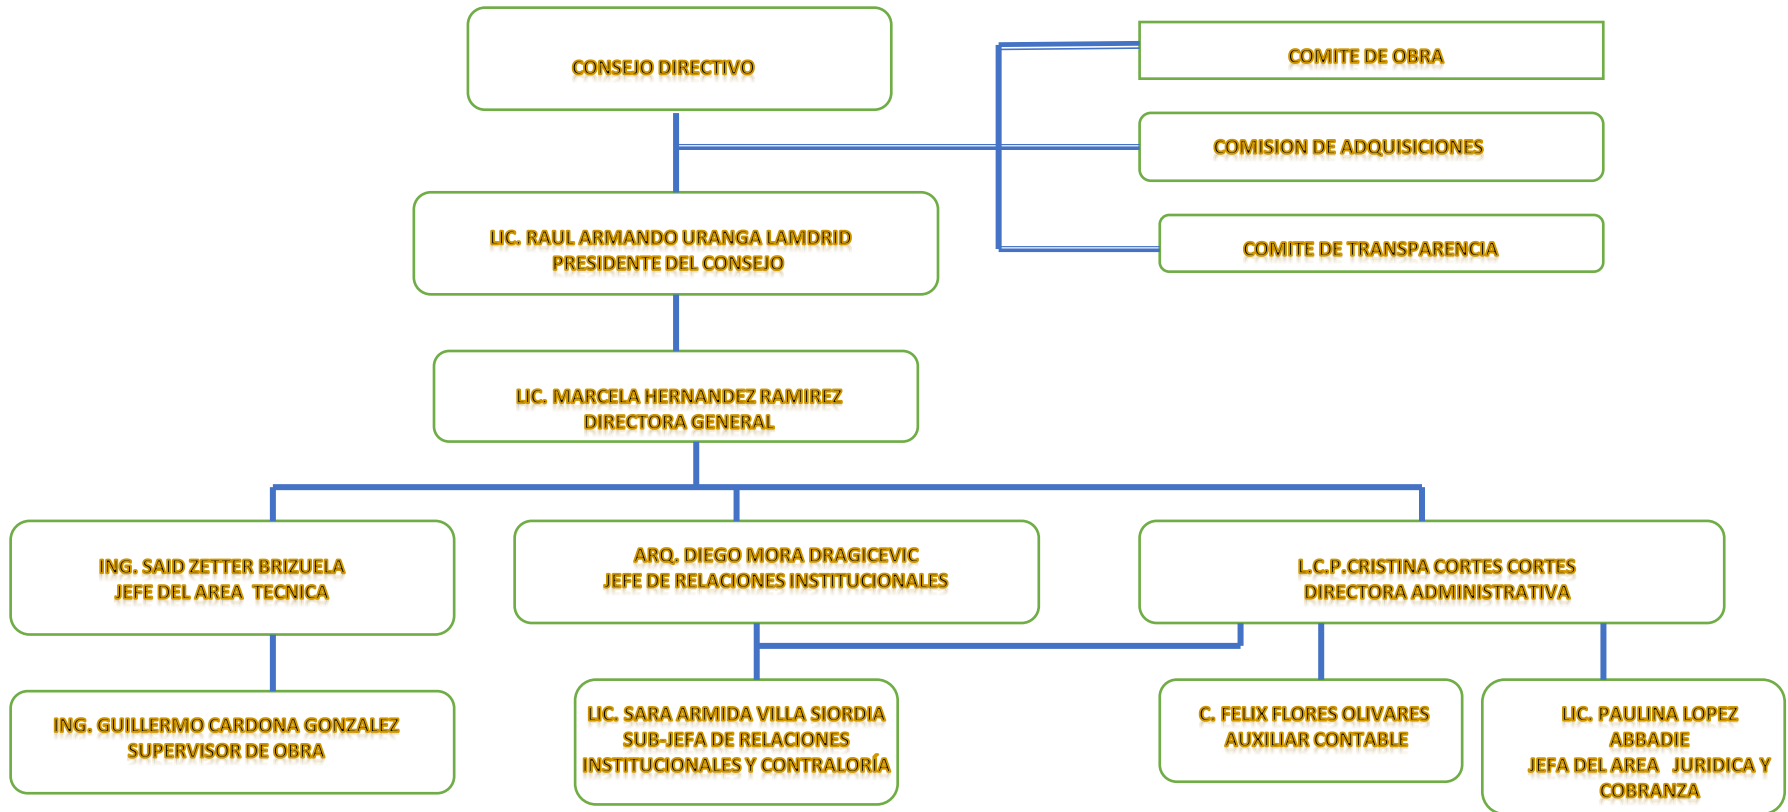 CONSEJO DIRECTIVO
COMITE DE OBRA
COMISION DE ADQUISICIONES
COMITE DE TRANSPARENCIA
LIC. RAUL ARMANDO URANGA LAMDRID
PRESIDENTE DEL CONSEJO
LIC. MARCELA HERNANDEZ RAMIREZ
DIRECTORA GENERAL
ING. SAID ZETTER BRIZUELA
JEFE DEL AREA TECNICA
ARQ. DIEGO MORA DRAGICEVIC
JEFE DE RELACIONES INSTITUCIONALES
L.C.P.CRISTINA CORTES CORTES
DIRECTORA ADMINISTRATIVA
ING. GUILLERMO CARDONA GONZALEZ
SUPERVISOR DE OBRA
LIC. SARA ARMIDA VILLA SIORDIA
SUB-JEFA DE RELACIONES
INSTITUCIONALES Y CONTRALORÍA
C. FELIX FLORES OLIVARES
AUXILIAR CONTABLE
LIC. PAULINA LOPEZ
ABBADIE
JEFA DEL AREA JURIDICA Y
COBRANZA